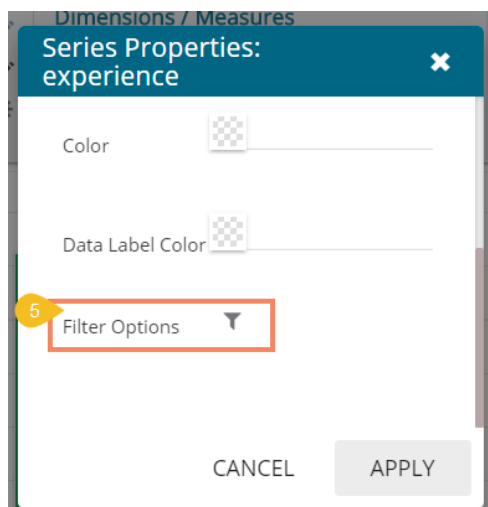 Dimensions / Measures
Series Properties:
experience
Color
Data Label Color
5
Filter Options
CANCEL APPLY